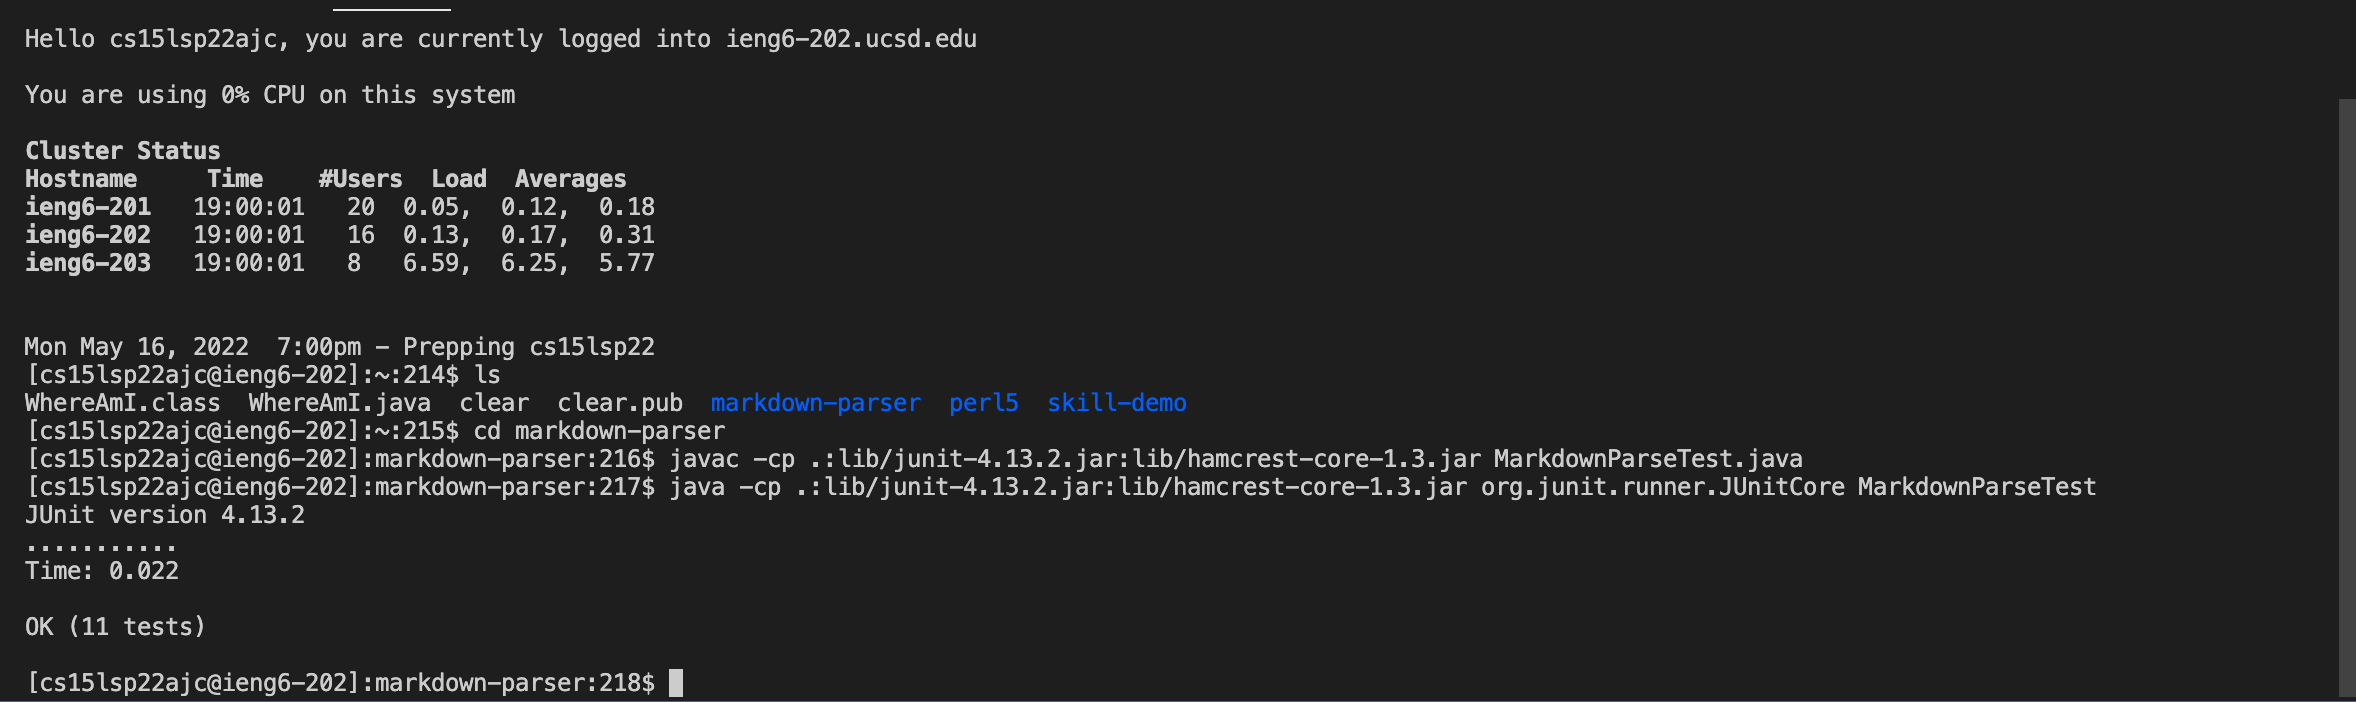 Hello cs15lsp22ajc, you are currently logged into ieng6-202.ucsd.edu
You are using 0% CPU on this system
Cluster Status
Hostname     Time    #Users  Load  Averages
ieng6-201   19:00:01   20  0.05,  0.12,  0.18
ieng6-202   19:00:01   16  0.13,  0.17,  0.31
ieng6-203   19:00:01   8   6.59,  6.25,  5.77
Mon May 16, 2022  7:00pm - Prepping cs15lsp22
[cs15lsp22ajc@ieng6-202]:~:214$ ls
WhereAmI.class  WhereAmI.java  clear  clear.pub  markdown-parser  perl5  skill-demo
[cs15lsp22ajc@ieng6-202]:~:215$ cd markdown-parser
[cs15lsp22ajc@ieng6-202]:markdown-parser:216$ javac -cp .:lib/junit-4.13.2.jar:lib/hamcrest-core-1.3.jar MarkdownParseTest.java
[cs15lsp22ajc@ieng6-202]:markdown-parser:217$ java -cp .:lib/junit-4.13.2.jar:lib/hamcrest-core-1.3.jar org.junit.runner.JUnitCore MarkdownParseTest
JUnit version 4.13.2
...........
Time: 0.022
OK (11 tests)
[cs15lsp22ajc@ieng6-202]:markdown-parser:218$